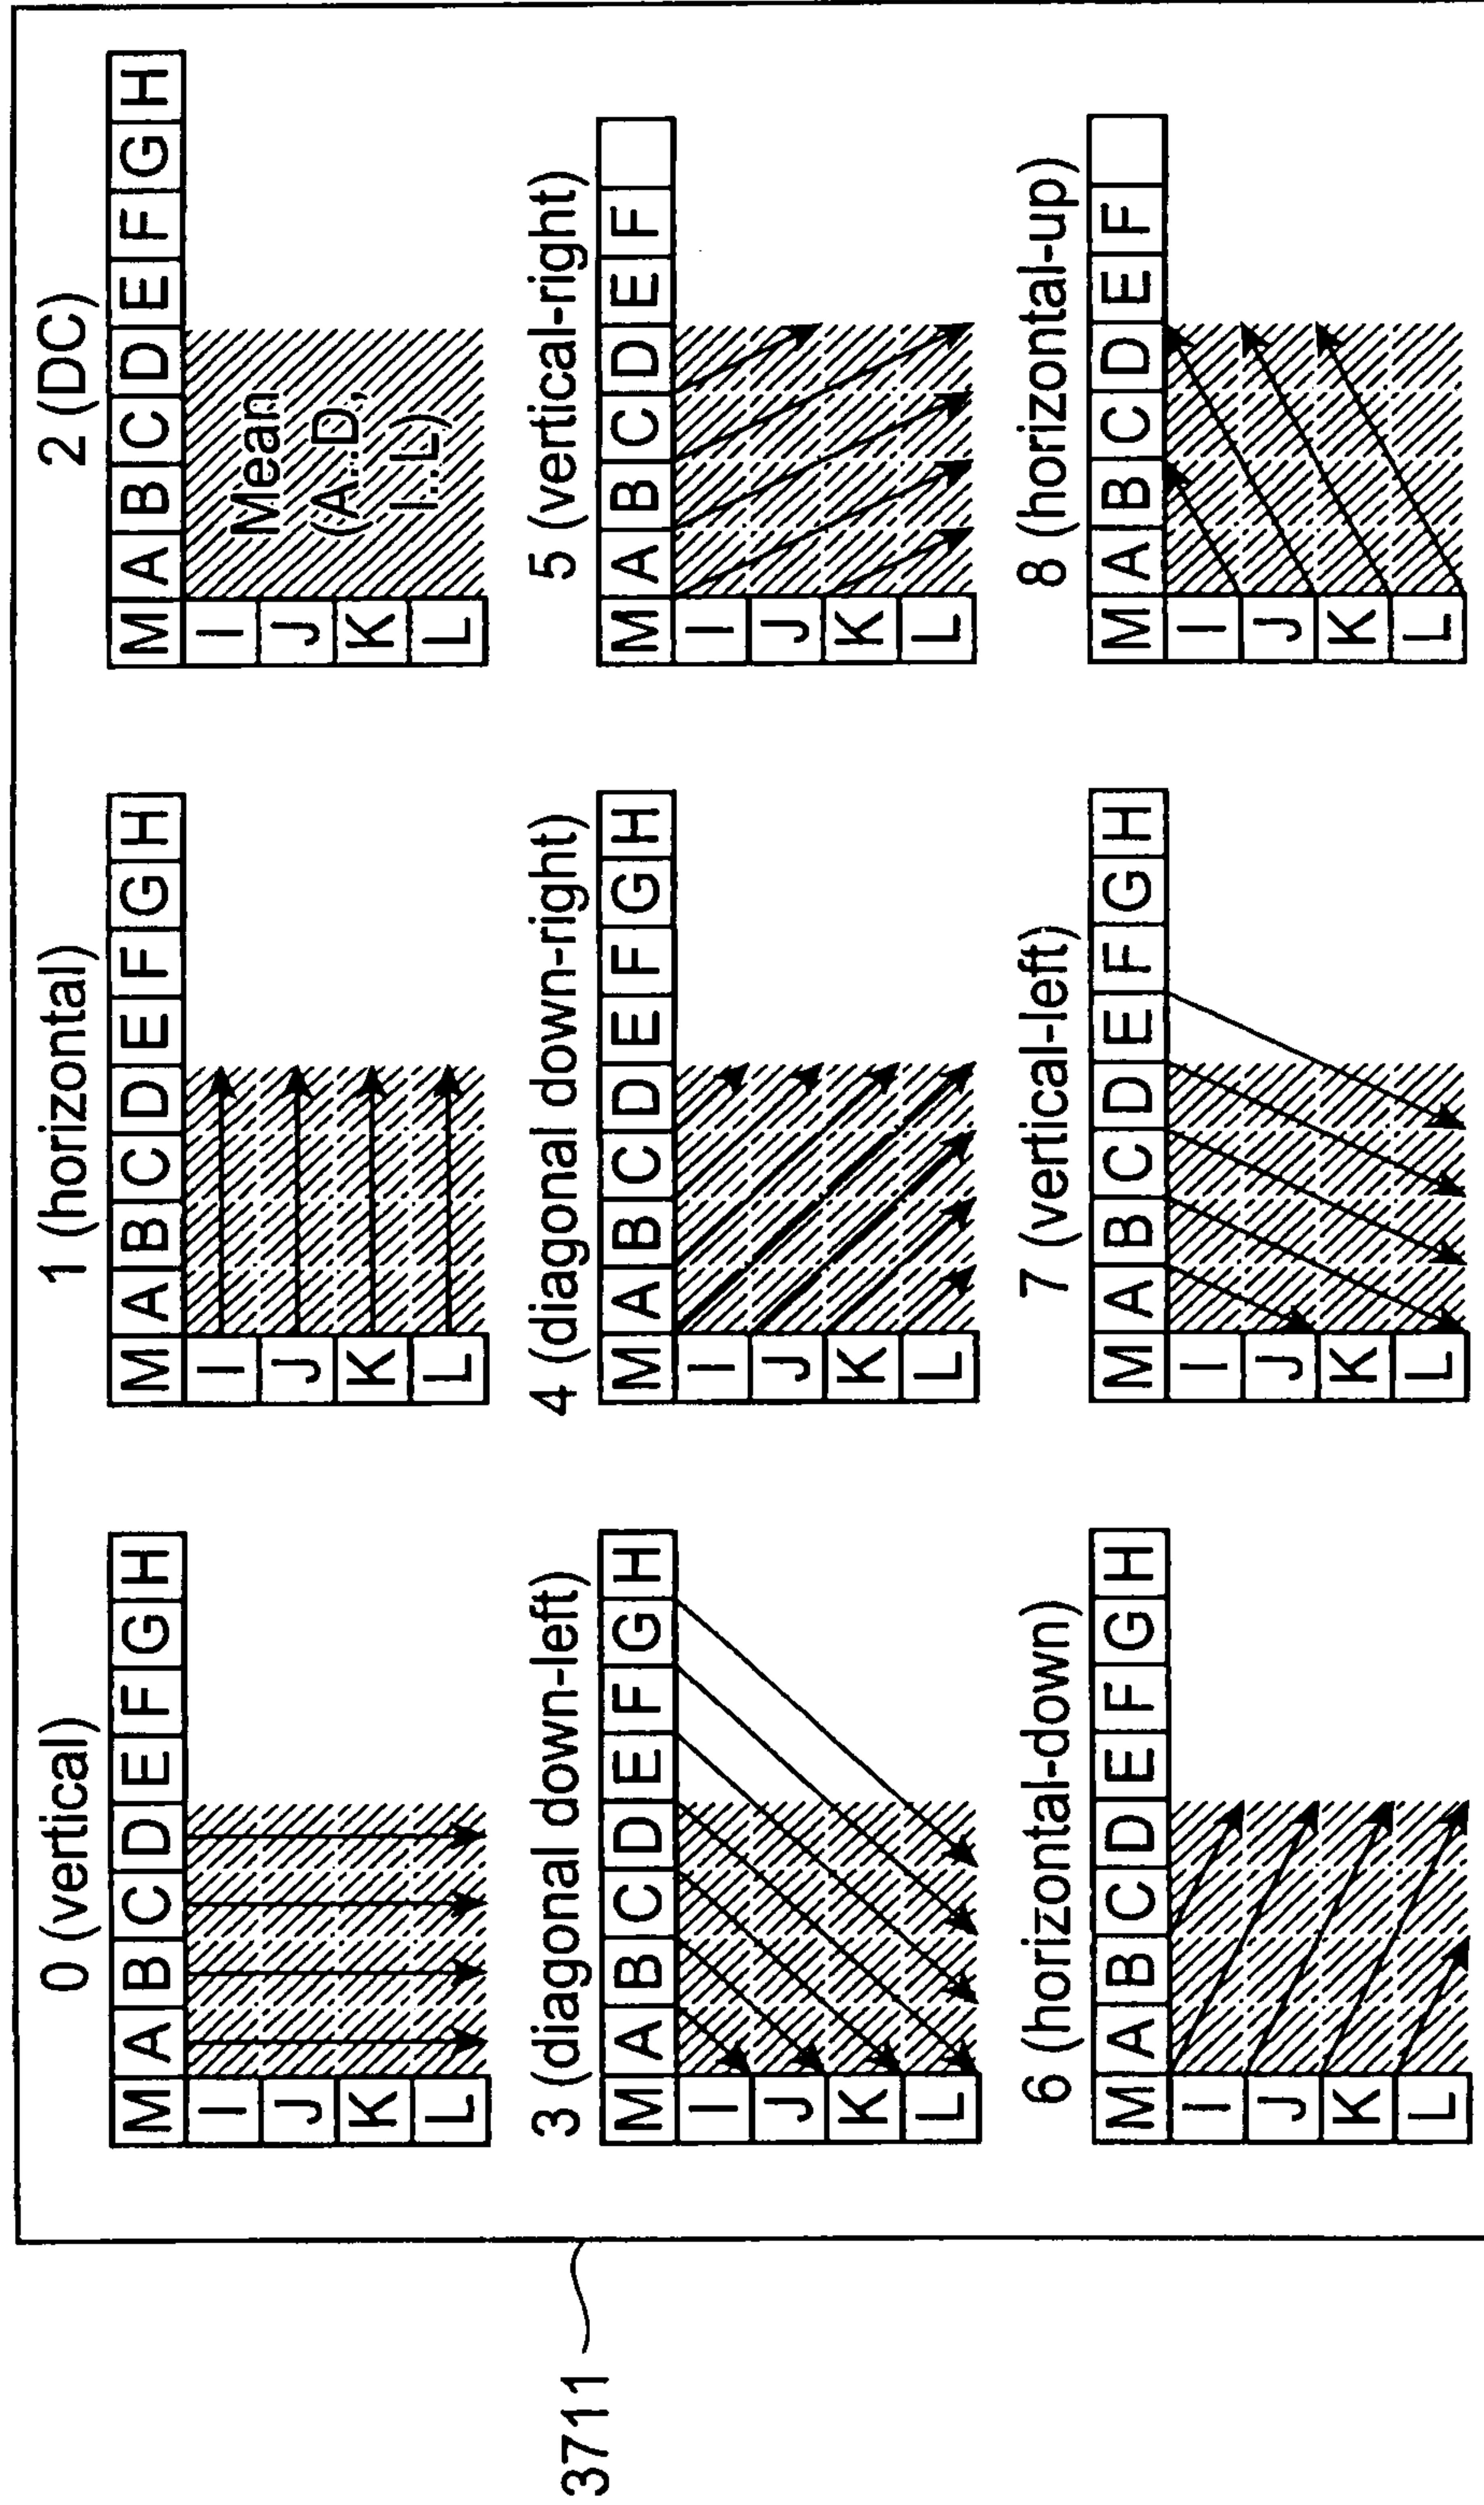 3711
0 (vertical)
M A B C D E F G H
I
J
K
L
1 (horizontal)
M A B C D E F G H
I
J
K
L
2 (DC)
M A B C D E F G H
I
J
K
L
Mean
(A..D,
I..L)
3 (diagonal down-left)
M A B C D E F G H
I
J
K
L
4 (diagonal down-right)
M A B C D E F G H
I
J
K
L
5 (vertical-right)
M A B C D E F
I
J
K
L
6 (horizontal-down)
M A B C D E F G H
I
J
K
L
7 (vertical-left)
M A B C D E F G H
I
J
K
L
8 (horizontal-up)
M A B C D E F
I
J
K
L